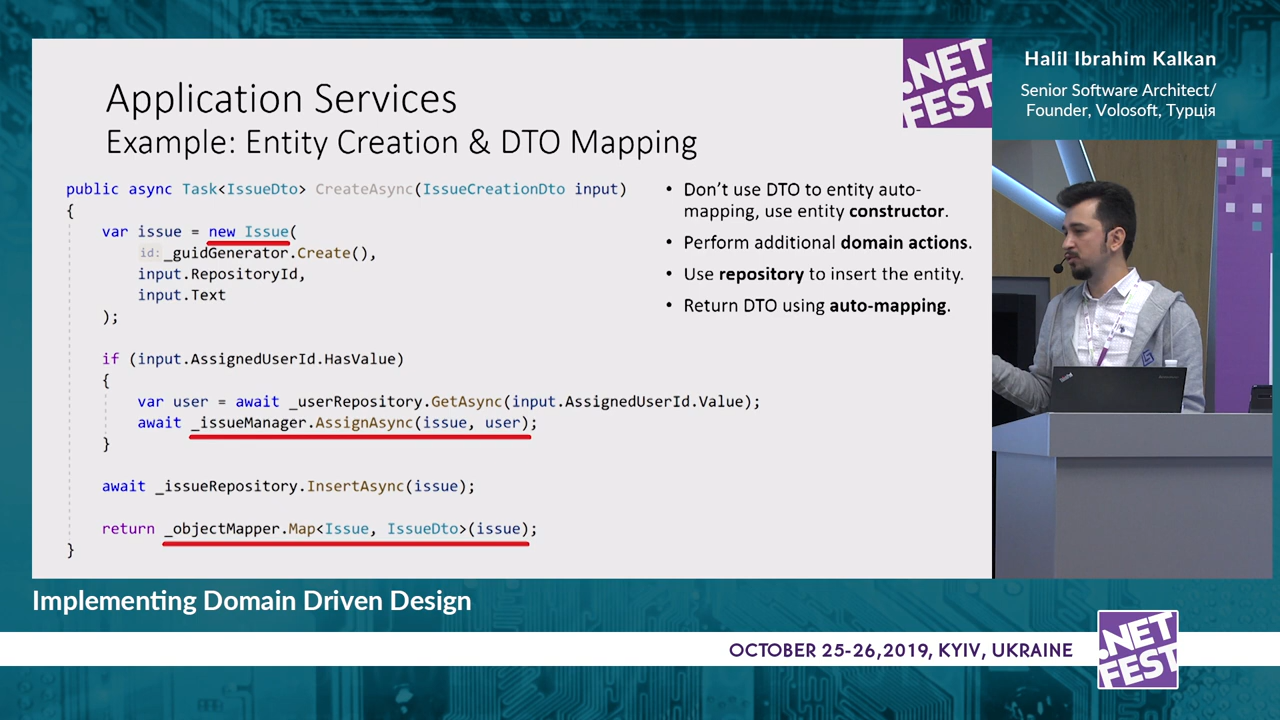 Application Services
Example: Entity Creation & DTO Mapping
public async Task<IssueDto> CreateAsync(IssueCreationDto input)
{
var issue = new Issue(
id: _guidGenerator.Create(),
input.RepositoryId,
input.Text
);
if (input.AssignedUserId.HasValue)
{
var user = await _userRepository.GetAsync(input.AssignedUserId.Value);
await _issueManager.AssignAsync(issue, user);
}
await _issueRepository.InsertAsync(issue);
return _objectMapper.Map<Issue, IssueDto>(issue);
}
• Don’t use DTO to entity auto-
mapping, use entity constructor.
• Perform additional domain actions.
• Use repository to insert the entity.
• Return DTO using auto-mapping.
.NET
FEST
Halil Ibrahim Kalkan
Senior Software Architect/
Founder, Volosoft, Турція
Implementing Domain Driven Design
OCTOBER 25-26,2019, KYIV, UKRAINE
.NET
FEST